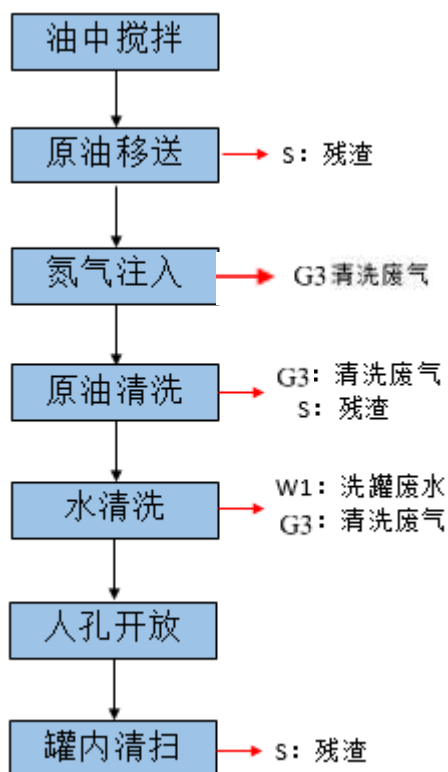 油中搅拌
原油移送
S：残渣
氮气注入
G3清洗废气
原油清洗
G3：清洗废气
S：残渣
水清洗
W1：洗罐废水
G3：清洗废气
人孔开放
罐内清扫
S：残渣